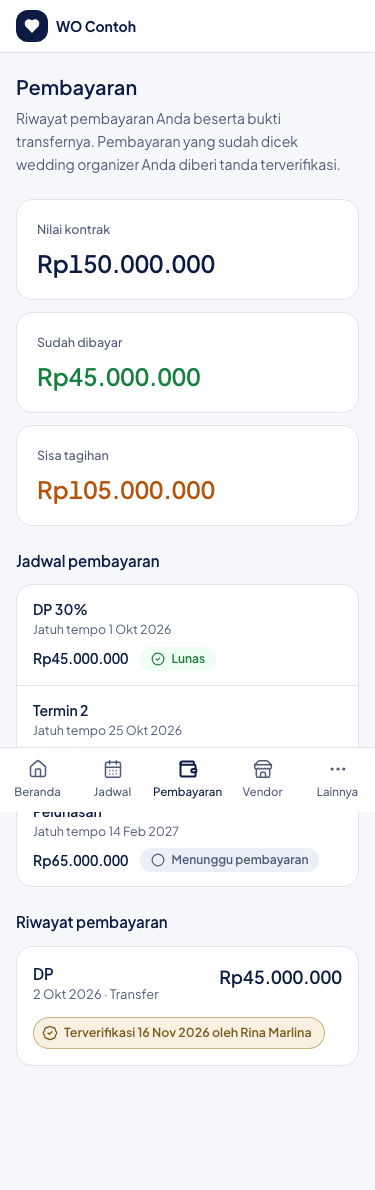 WO Contoh
Pembayaran
Riwayat pembayaran Anda beserta bukti
transfernya. Pembayaran yang sudah dicek
wedding organizer Anda diberi tanda terverifikasi.
Nilai kontrak
Rp150.000.000
Sudah dibayar
Rp45.000.000
Sisa tagihan
Rp105.000.000
Jadwal pembayaran
DP 30%
Jatuh tempo 1 Okt 2026
Rp45.000.000 Lunas
Termin 2
Jatuh tempo 25 Okt 2026
Beranda Jadwal Pembayaran Vendor Lainnya
Pelunasan
Jatuh tempo 14 Feb 2027
Rp65.000.000 Menunggu pembayaran
Riwayat pembayaran
DP Rp45.000.000
2 Okt 2026 · Transfer
Terverifikasi 16 Nov 2026 oleh Rina Marlina